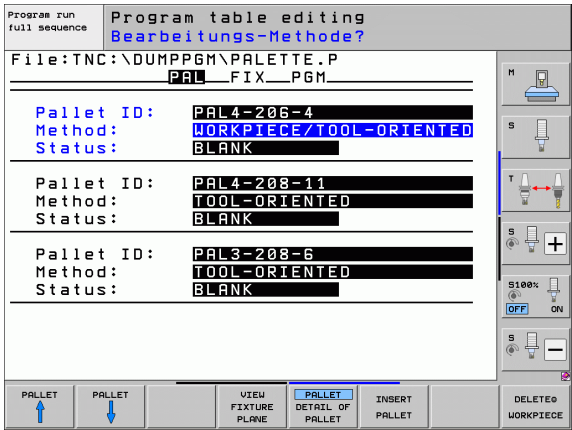 Program run
full sequence
Program table editing
Bearbeitungs-Methode?
File:TNC:\DUMPPGM\PALETTE.P
PAL__FIX__PGM
Pallet ID: PAL4-206-4
Method: WORKPIECE/TOOL-ORIENTED
Status: BLANK
Pallet ID: PAL4-208-11
Method: TOOL-ORIENTED
Status: BLANK
Pallet ID: PAL3-208-6
Method: TOOL-ORIENTED
Status: BLANK
M
S
T
S
S100%
OFF ON
S
PALLET
PALLET
VIEW
FIXTURE
PLANE
PALLET
DETAIL OF
PALLET
INSERT
PALLET
DELETE
WORKPIECE